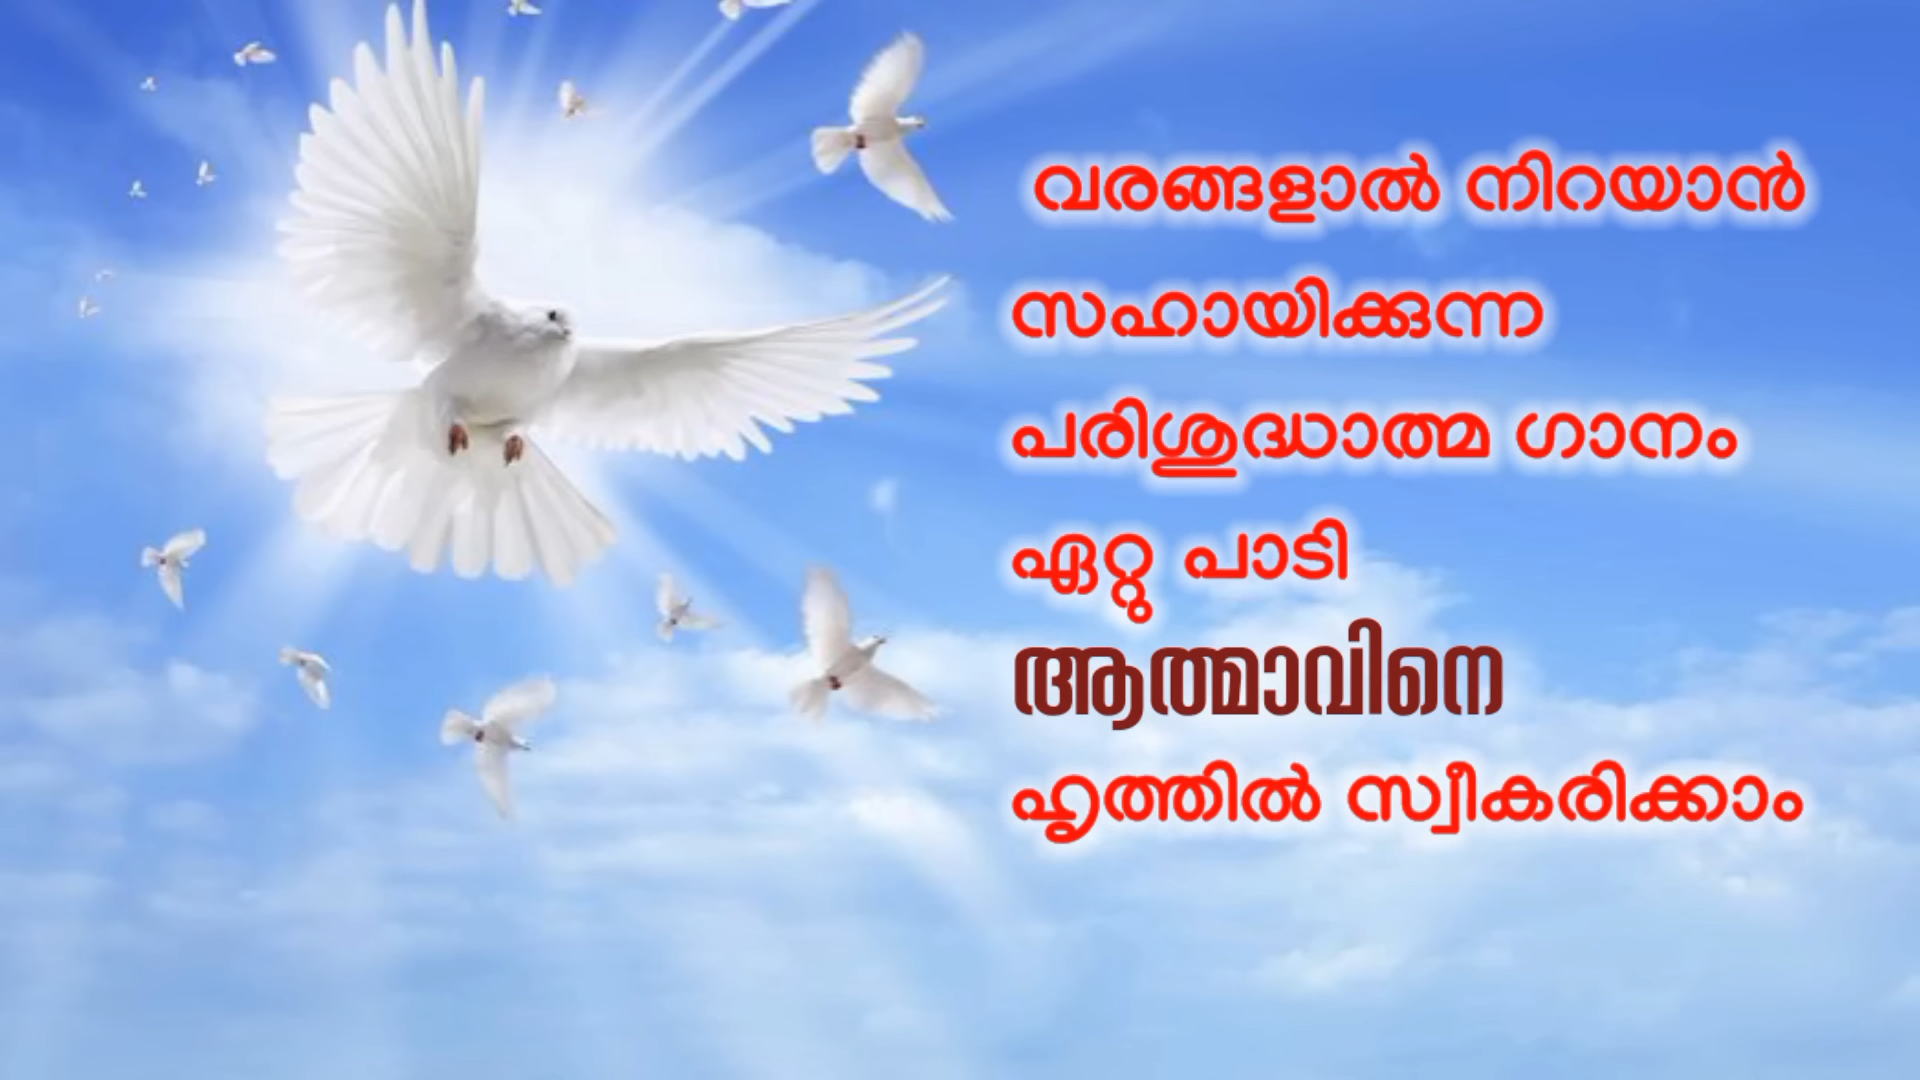 വരങ്ങളാൽ നിറയാൻ
സഹായിക്കുന്ന
പരിശുദ്ധാത്മ ഗാനം
ഏറ്റു പാടി
ആത്മാവിനെ
ഹൃത്തിൽ സ്വീകരിക്കാം